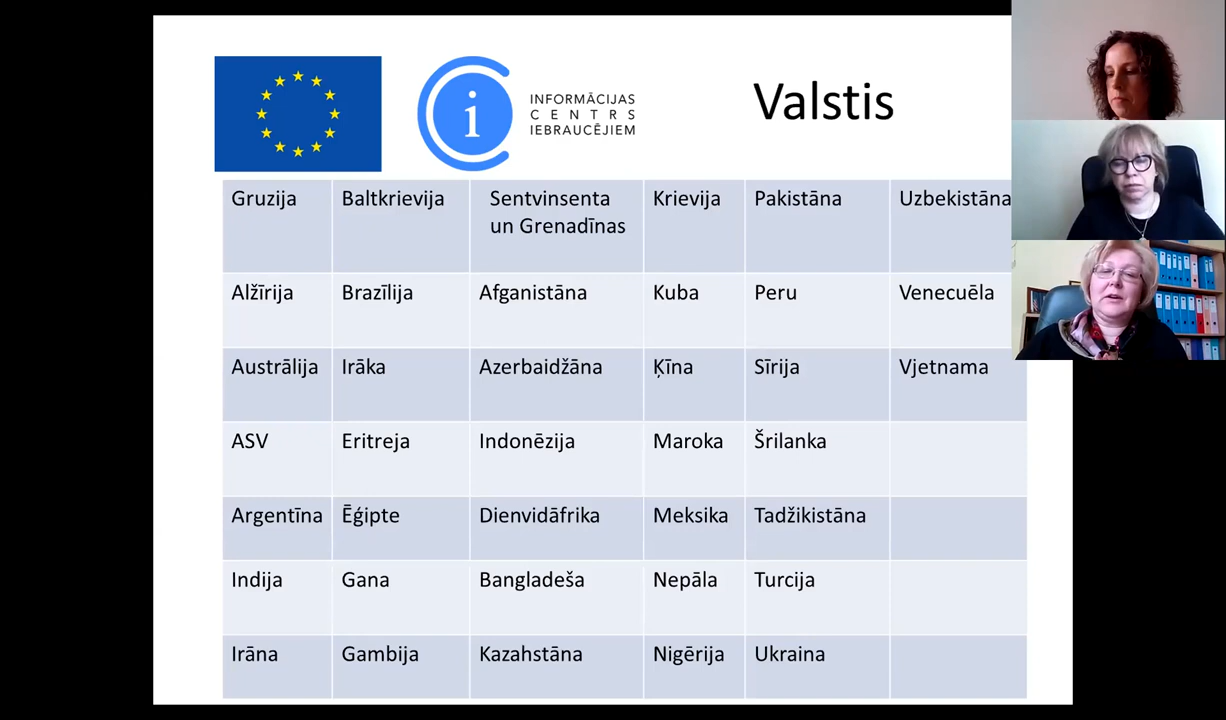 INFORMĀCIJAS
CENTRS
IEBRAUCĒJIEM
Valstis
Gruzija Baltkrievija Sentvinsenta un Grenadīnas Krievija Pakistāna Uzbekistāna
Alžīrija Brazīlija Afganistāna Kuba Peru Venecuēla
Austrālija Irāka Azerbaidžāna Ķīna Sīrija Vjetnama
ASV Eritreja Indonēzija Maroka Šrilanka
Argentīna Ēģipte Dienvidāfrika Meksika Tadžikistāna
Indija Gana Bangladeša Nepāla Turcija
Irāna Gambija Kazahstāna Nigērija Ukraina